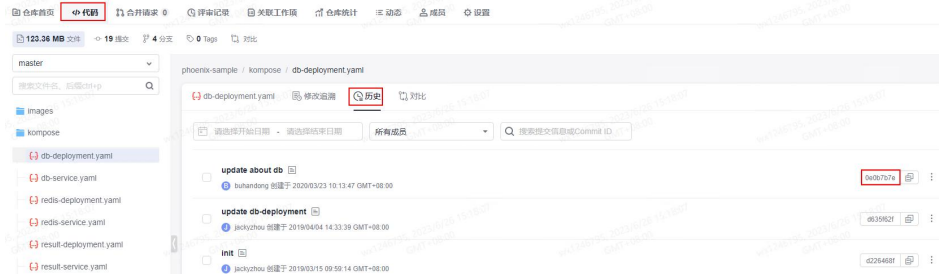 仓库首页 代码 合并请求 0 评审记录 关联工作项 仓库统计 动态 成员 设置
123.36 MB 文件 19 提交 4 分支 0 Tags 对比
master
搜索文件名、后缀ctrl+p
images
kompose
db-deployment.yaml
db-service.yaml
redis-deployment.yaml
redis-service.yaml
result-deployment.yaml
result-service.yaml
phoenix-sample / kompose / db-deployment.yaml
db-deployment.yaml 修改追溯 历史 对比
请选择开始日期 - 请选择结束日期 所有成员 搜索提交信息或Commit ID
update about db
0e0b7b7e
B buhandong 创建于 2020/03/23 10:13:47 GMT+08:00
update db-deployment
d635f62f
J jackyzhou 创建于 2019/04/04 14:33:39 GMT+08:00
init
d226468f
J jackyzhou 创建于 2019/03/15 09:59:14 GMT+08:00